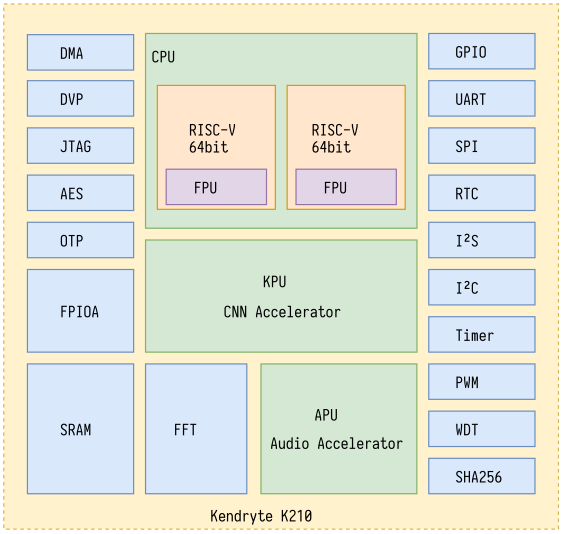 DMA
DVP
JTAG
AES
OTP
FPIOA
SRAM
CPU
RISC-V
64bit
FPU
RISC-V
64bit
FPU
KPU
CNN Accelerator
FFT
APU
Audio Accelerator
GPIO
UART
SPI
RTC
I²S
I²C
Timer
PWM
WDT
SHA256
Kendryte K210